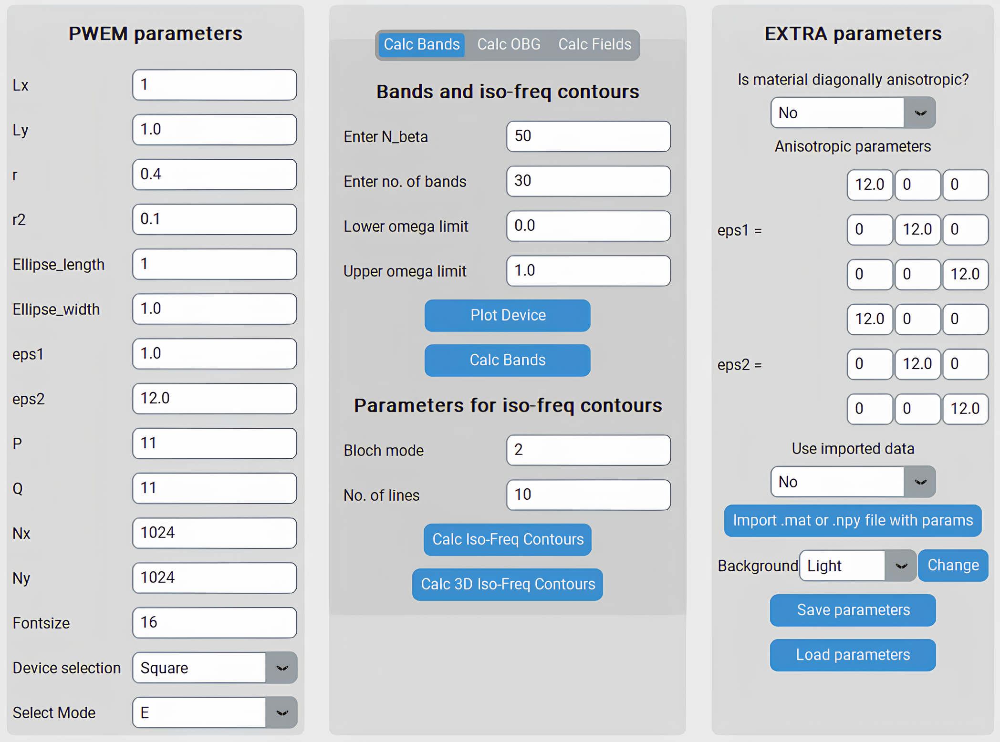 PWEM parameters
Lx 1
Ly 1.0
r 0.4
r2 0.1
Ellipse_length 1
Ellipse_width 1.0
eps1 1.0
eps2 12.0
P 11
Q 11
Nx 1024
Ny 1024
Fontsize 16
Device selection Square
Select Mode E
Calc Bands Calc OBG Calc Fields
Bands and iso-freq contours
Enter N_beta 50
Enter no. of bands 30
Lower omega limit 0.0
Upper omega limit 1.0
Plot Device
Calc Bands
Parameters for iso-freq contours
Bloch mode 2
No. of lines 10
Calc Iso-Freq Contours
Calc 3D Iso-Freq Contours
EXTRA parameters
Is material diagonally anisotropic?
No
Anisotropic parameters
12.0 0 0
eps1 = 0 12.0 0
0 0 12.0
12.0 0 0
eps2 = 0 12.0 0
0 0 12.0
Use imported data
No
Import .mat or .npy file with params
Background Light Change
Save parameters
Load parameters